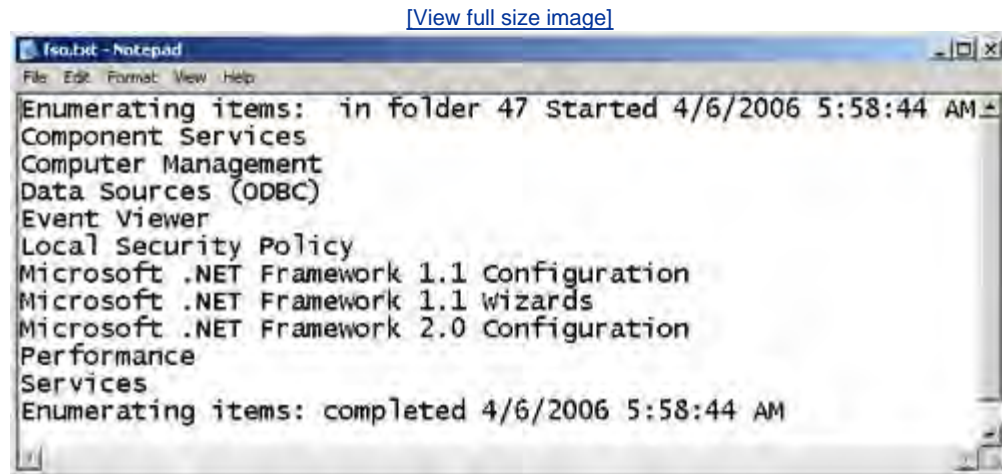 [View full size image]
fso.txt - Notepad
File Edit Format View Help
Enumerating items:  in folder 47 Started 4/6/2006 5:58:44 AM
Component Services
Computer Management
Data Sources (ODBC)
Event Viewer
Local Security Policy
Microsoft .NET Framework 1.1 Configuration
Microsoft .NET Framework 1.1 Wizards
Microsoft .NET Framework 2.0 Configuration
Performance
Services
Enumerating items: completed 4/6/2006 5:58:44 AM